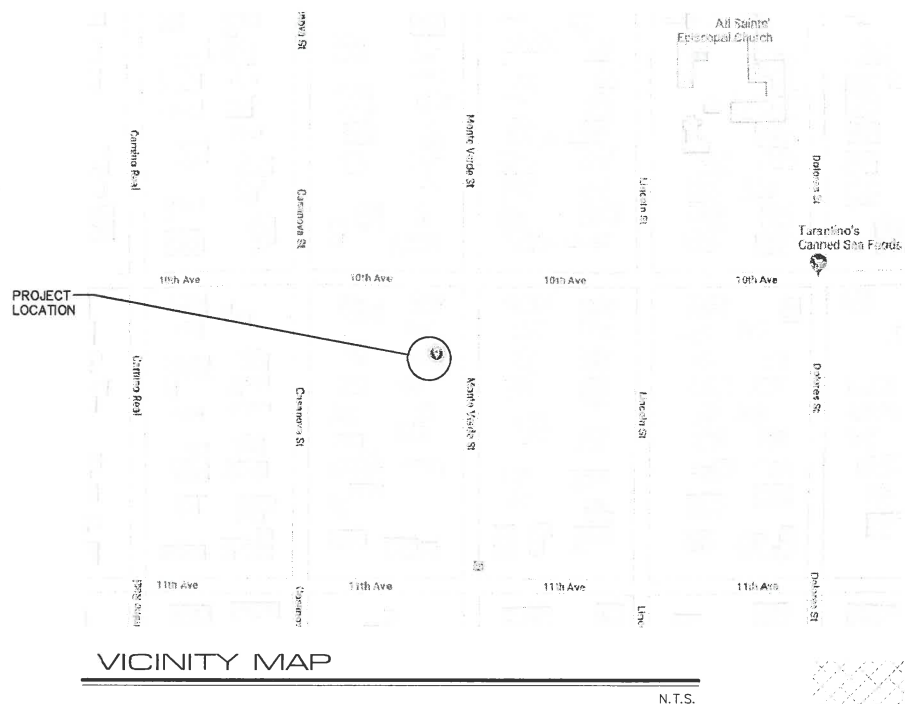 All Saints'
Episcopal Church
Camino Real
Casanova St
Monte Verde St
Lincoln St
Dolores St
Tarantino's
Canned Sea Foods
10th Ave
10th Ave
10th Ave
10th Ave
PROJECT
LOCATION
Camino Real
Casanova St
Monte Verde St
Lincoln St
Dolores St
11th Ave
11th Ave
11th Ave
11th Ave
Dolores St
VICINITY MAP
N.T.S.